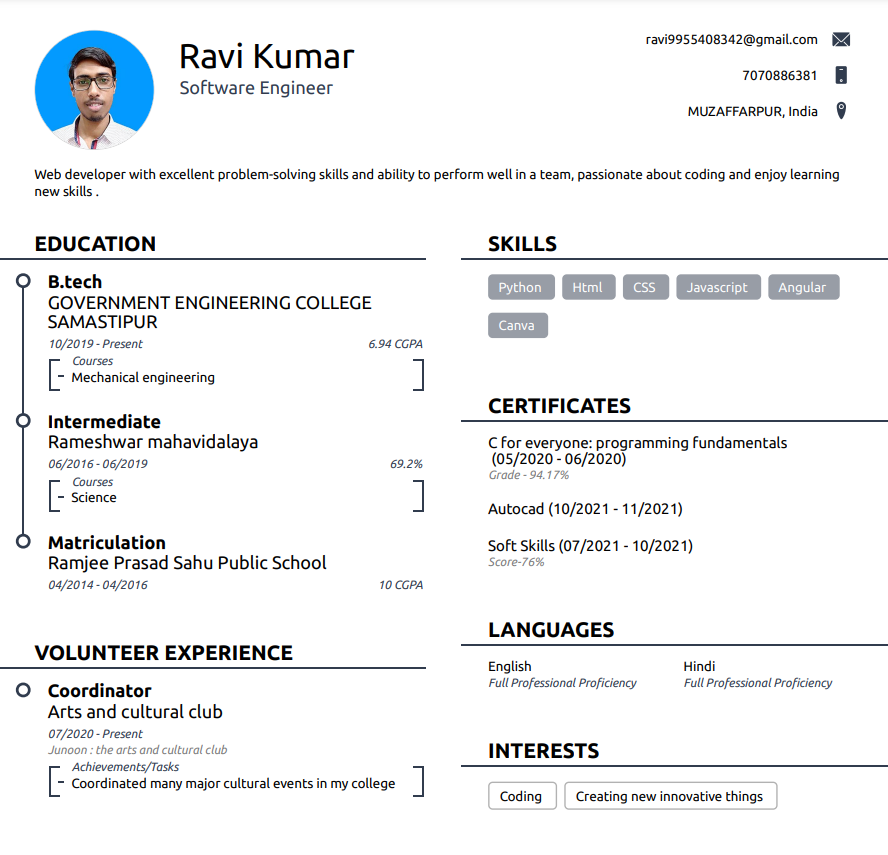 Ravi Kumar
Software Engineer
ravi9955408342@gmail.com
7070886381
MUZAFFARPUR, India
Web developer with excellent problem-solving skills and ability to perform well in a team, passionate about coding and enjoy learning
new skills .
EDUCATION
B.tech
GOVERNMENT ENGINEERING COLLEGE
SAMASTIPUR
10/2019 - Present 6.94 CGPA
Courses
- Mechanical engineering
Intermediate
Rameshwar mahavidalaya
06/2016 - 06/2019 69.2%
Courses
- Science
Matriculation
Ramjee Prasad Sahu Public School
04/2014 - 04/2016 10 CGPA
VOLUNTEER EXPERIENCE
Coordinator
Arts and cultural club
07/2020 - Present
Junoon : the arts and cultural club
Achievements/Tasks
- Coordinated many major cultural events in my college
SKILLS
Python Html CSS Javascript Angular
Canva
CERTIFICATES
C for everyone: programming fundamentals
(05/2020 - 06/2020)
Grade - 94.17%
Autocad (10/2021 - 11/2021)
Soft Skills (07/2021 - 10/2021)
Score-76%
LANGUAGES
English Hindi
Full Professional Proficiency Full Professional Proficiency
INTERESTS
Coding Creating new innovative things